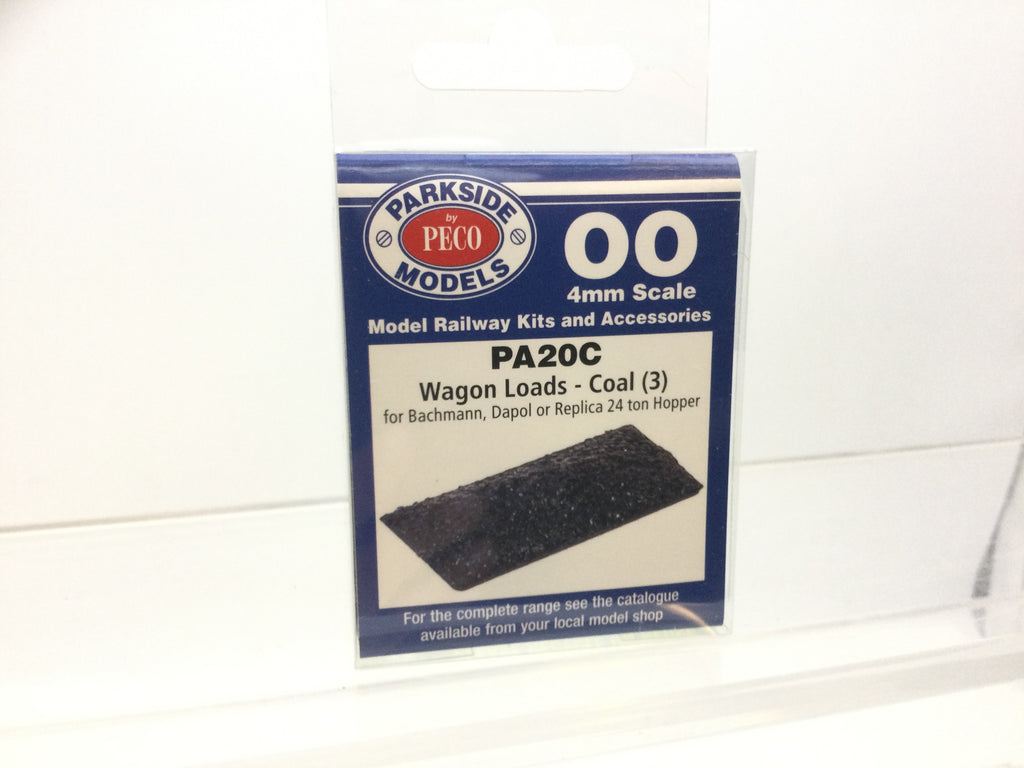 PARKSIDE
by
PECO
MODELS
OO
4mm Scale
Model Railway Kits and Accessories
PA20C
Wagon Loads - Coal (3)
for Bachmann, Dapol or Replica 24 ton Hopper
For the complete range see the catalogue
available from your local model shop